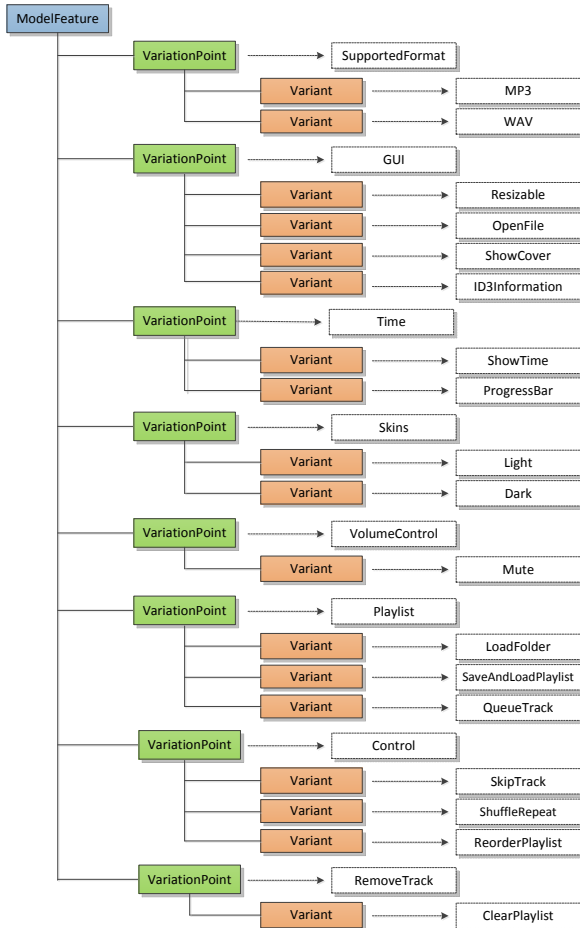 ModelFeature
VariationPoint SupportedFormat
Variant MP3
Variant WAV
VariationPoint GUI
Variant Resizable
Variant OpenFile
Variant ShowCover
Variant ID3Information
VariationPoint Time
Variant ShowTime
Variant ProgressBar
VariationPoint Skins
Variant Light
Variant Dark
VariationPoint VolumeControl
Variant Mute
VariationPoint Playlist
Variant LoadFolder
Variant SaveAndLoadPlaylist
Variant QueueTrack
VariationPoint Control
Variant SkipTrack
Variant ShuffleRepeat
Variant ReorderPlaylist
VariationPoint RemoveTrack
Variant ClearPlaylist